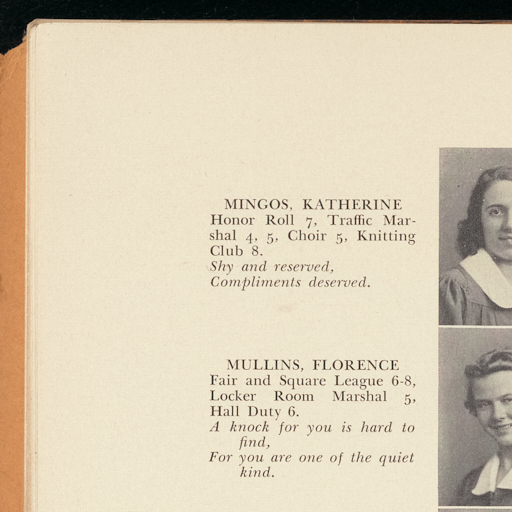 MINGOS, KATHERINE
Honor Roll 7, Traffic Mar-
shal 4, 5, Choir 5, Knitting
Club 8.
Shy and reserved,
Compliments deserved.
MULLINS, FLORENCE
Fair and Square League 6-8,
Locker Room Marshal 5,
Hall Duty 6.
A knock for you is hard to
find,
For you are one of the quiet
kind.